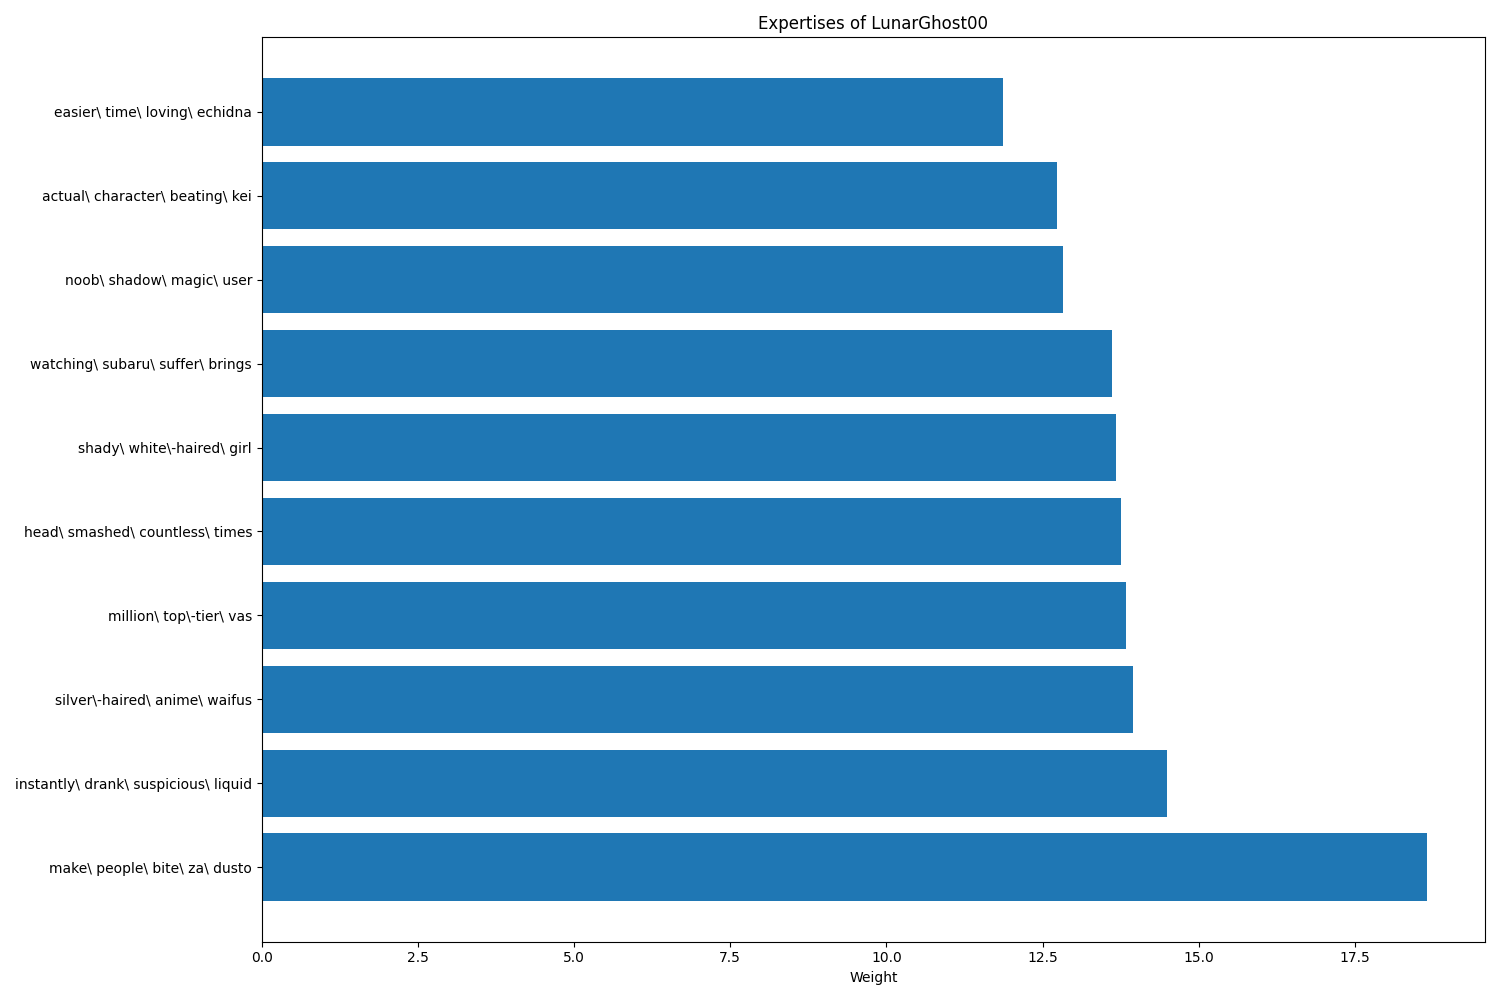 Expertises of LunarGhost00
easier\ time\ loving\ echidna
actual\ character\ beating\ kei
noob\ shadow\ magic\ user
watching\ subaru\ suffer\ brings
shady\ white\-haired\ girl
head\ smashed\ countless\ times
million\ top\-tier\ vas
silver\-haired\ anime\ waifus
instantly\ drank\ suspicious\ liquid
make\ people\ bite\ za\ dusto
0.0 2.5 5.0 7.5 10.0 12.5 15.0 17.5
Weight